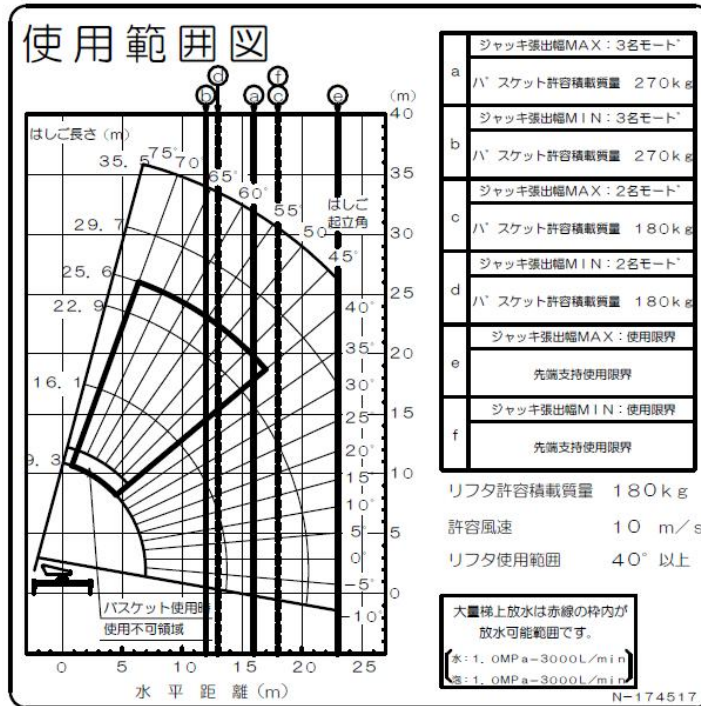 使用範囲図
ⓓ ⓕ
ⓑ ⓐ ⓒ ⓔ (m)
はしご長さ (m)
35.5 75° 70° 65° 60° 55° 50 45° 40° 35° 30° 25° 20° 15° 10° 5° 0° -5° -10°
はしご
起立角
29.7
25.6
22.9
16.1
9.3
40
35
30
25
20
15
10
5
0
バスケット使用時
使用不可領域
0 5 10 15 20 25
水平距離(m)
a ジャッキ張出幅MAX:3名モード
バスケット許容積載質量 270kg
b ジャッキ張出幅MIN:3名モード
バスケット許容積載質量 270kg
c ジャッキ張出幅MAX:2名モード
バスケット許容積載質量 180kg
d ジャッキ張出幅MIN:2名モード
バスケット許容積載質量 180kg
e ジャッキ張出幅MAX:使用限界
先端支持使用限界
f ジャッキ張出幅MIN:使用限界
先端支持使用限界
リフタ許容積載質量 180kg
許容風速 10 m/s
リフタ使用範囲 40°以上
大量梯上放水は赤線の枠内が
放水可能範囲です。
水:1.0MPa-3000L/min
泡:1.0MPa-3000L/min
N-174517